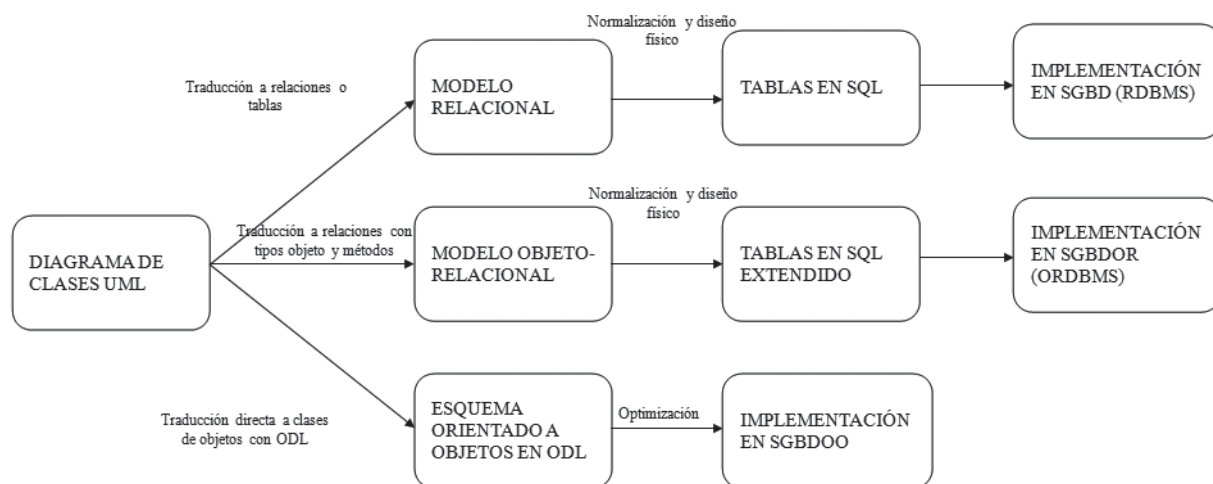 Normalización y diseño
físico
Traducción a relaciones o
tablas
MODELO
RELACIONAL
TABLAS EN SQL
IMPLEMENTACIÓN
EN SGBD (RDBMS)
Normalización y diseño
físico
Traducción a relaciones con
tipos objeto y métodos
DIAGRAMA DE
CLASES UML
MODELO OBJETO-
RELACIONAL
TABLAS EN SQL
EXTENDIDO
IMPLEMENTACIÓN
EN SGBDOR
(ORDBMS)
Traducción directa a clases
de objetos con ODL
ESQUEMA
ORIENTADO A
OBJETOS EN ODL
Optimización
IMPLEMENTACIÓN
EN SGBDOO